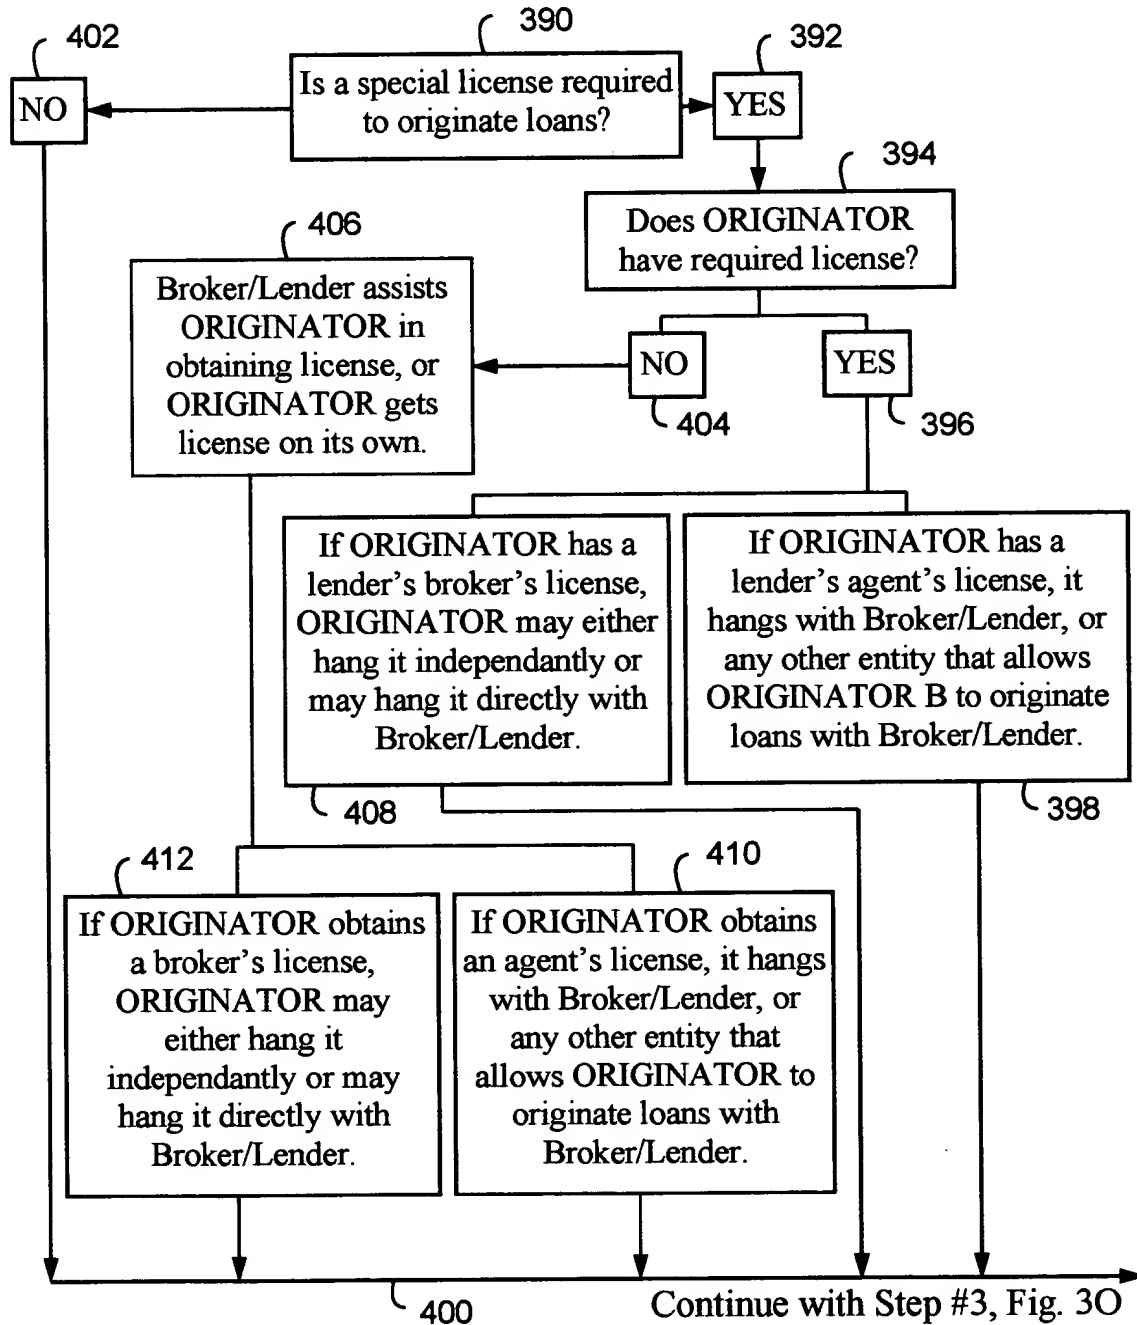 402
390
392
NO
Is a special license required
to originate loans?
YES
394
Does ORIGINATOR
have required license?
406
Broker/Lender assists
ORIGINATOR in
obtaining license, or
ORIGINATOR gets
license on its own.
NO
YES
404
396
If ORIGINATOR has a
lender's broker's license,
ORIGINATOR may either
hang it independantly or
may hang it directly with
Broker/Lender.
If ORIGINATOR has a
lender's agent's license, it
hangs with Broker/Lender, or
any other entity that allows
ORIGINATOR B to originate
loans with Broker/Lender.
408
398
412
410
If ORIGINATOR obtains
a broker's license,
ORIGINATOR may
either hang it
independantly or may
hang it directly with
Broker/Lender.
If ORIGINATOR obtains
an agent's license, it hangs
with Broker/Lender, or
any other entity that
allows ORIGINATOR to
originate loans with
Broker/Lender.
400
Continue with Step #3, Fig. 3O